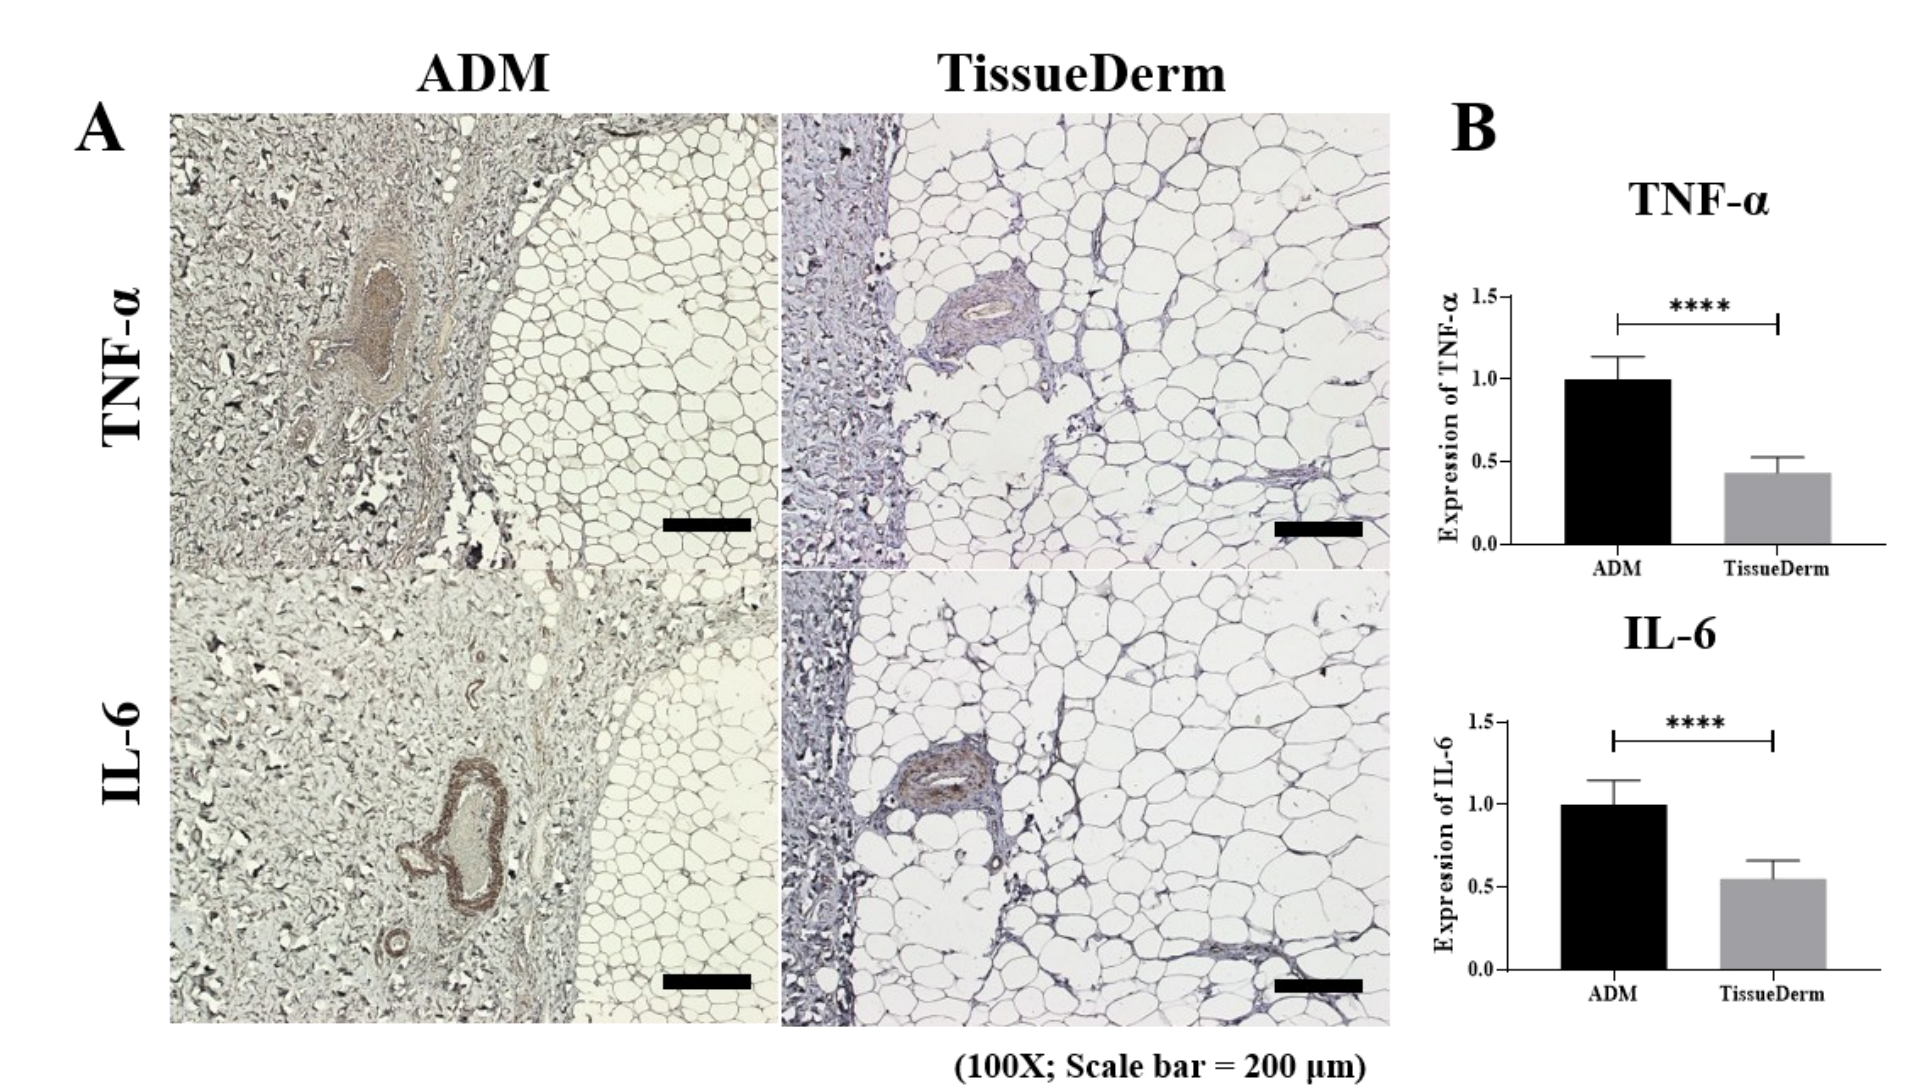 ADM
TissueDerm
A
B
TNF-α
IL-6
TNF-α
Expression of TNF-α
1.5
1.0
0.5
0.0
****
ADM
TissueDerm
IL-6
Expression of IL-6
1.5
1.0
0.5
0.0
****
ADM
TissueDerm
(100X; Scale bar = 200 μm)